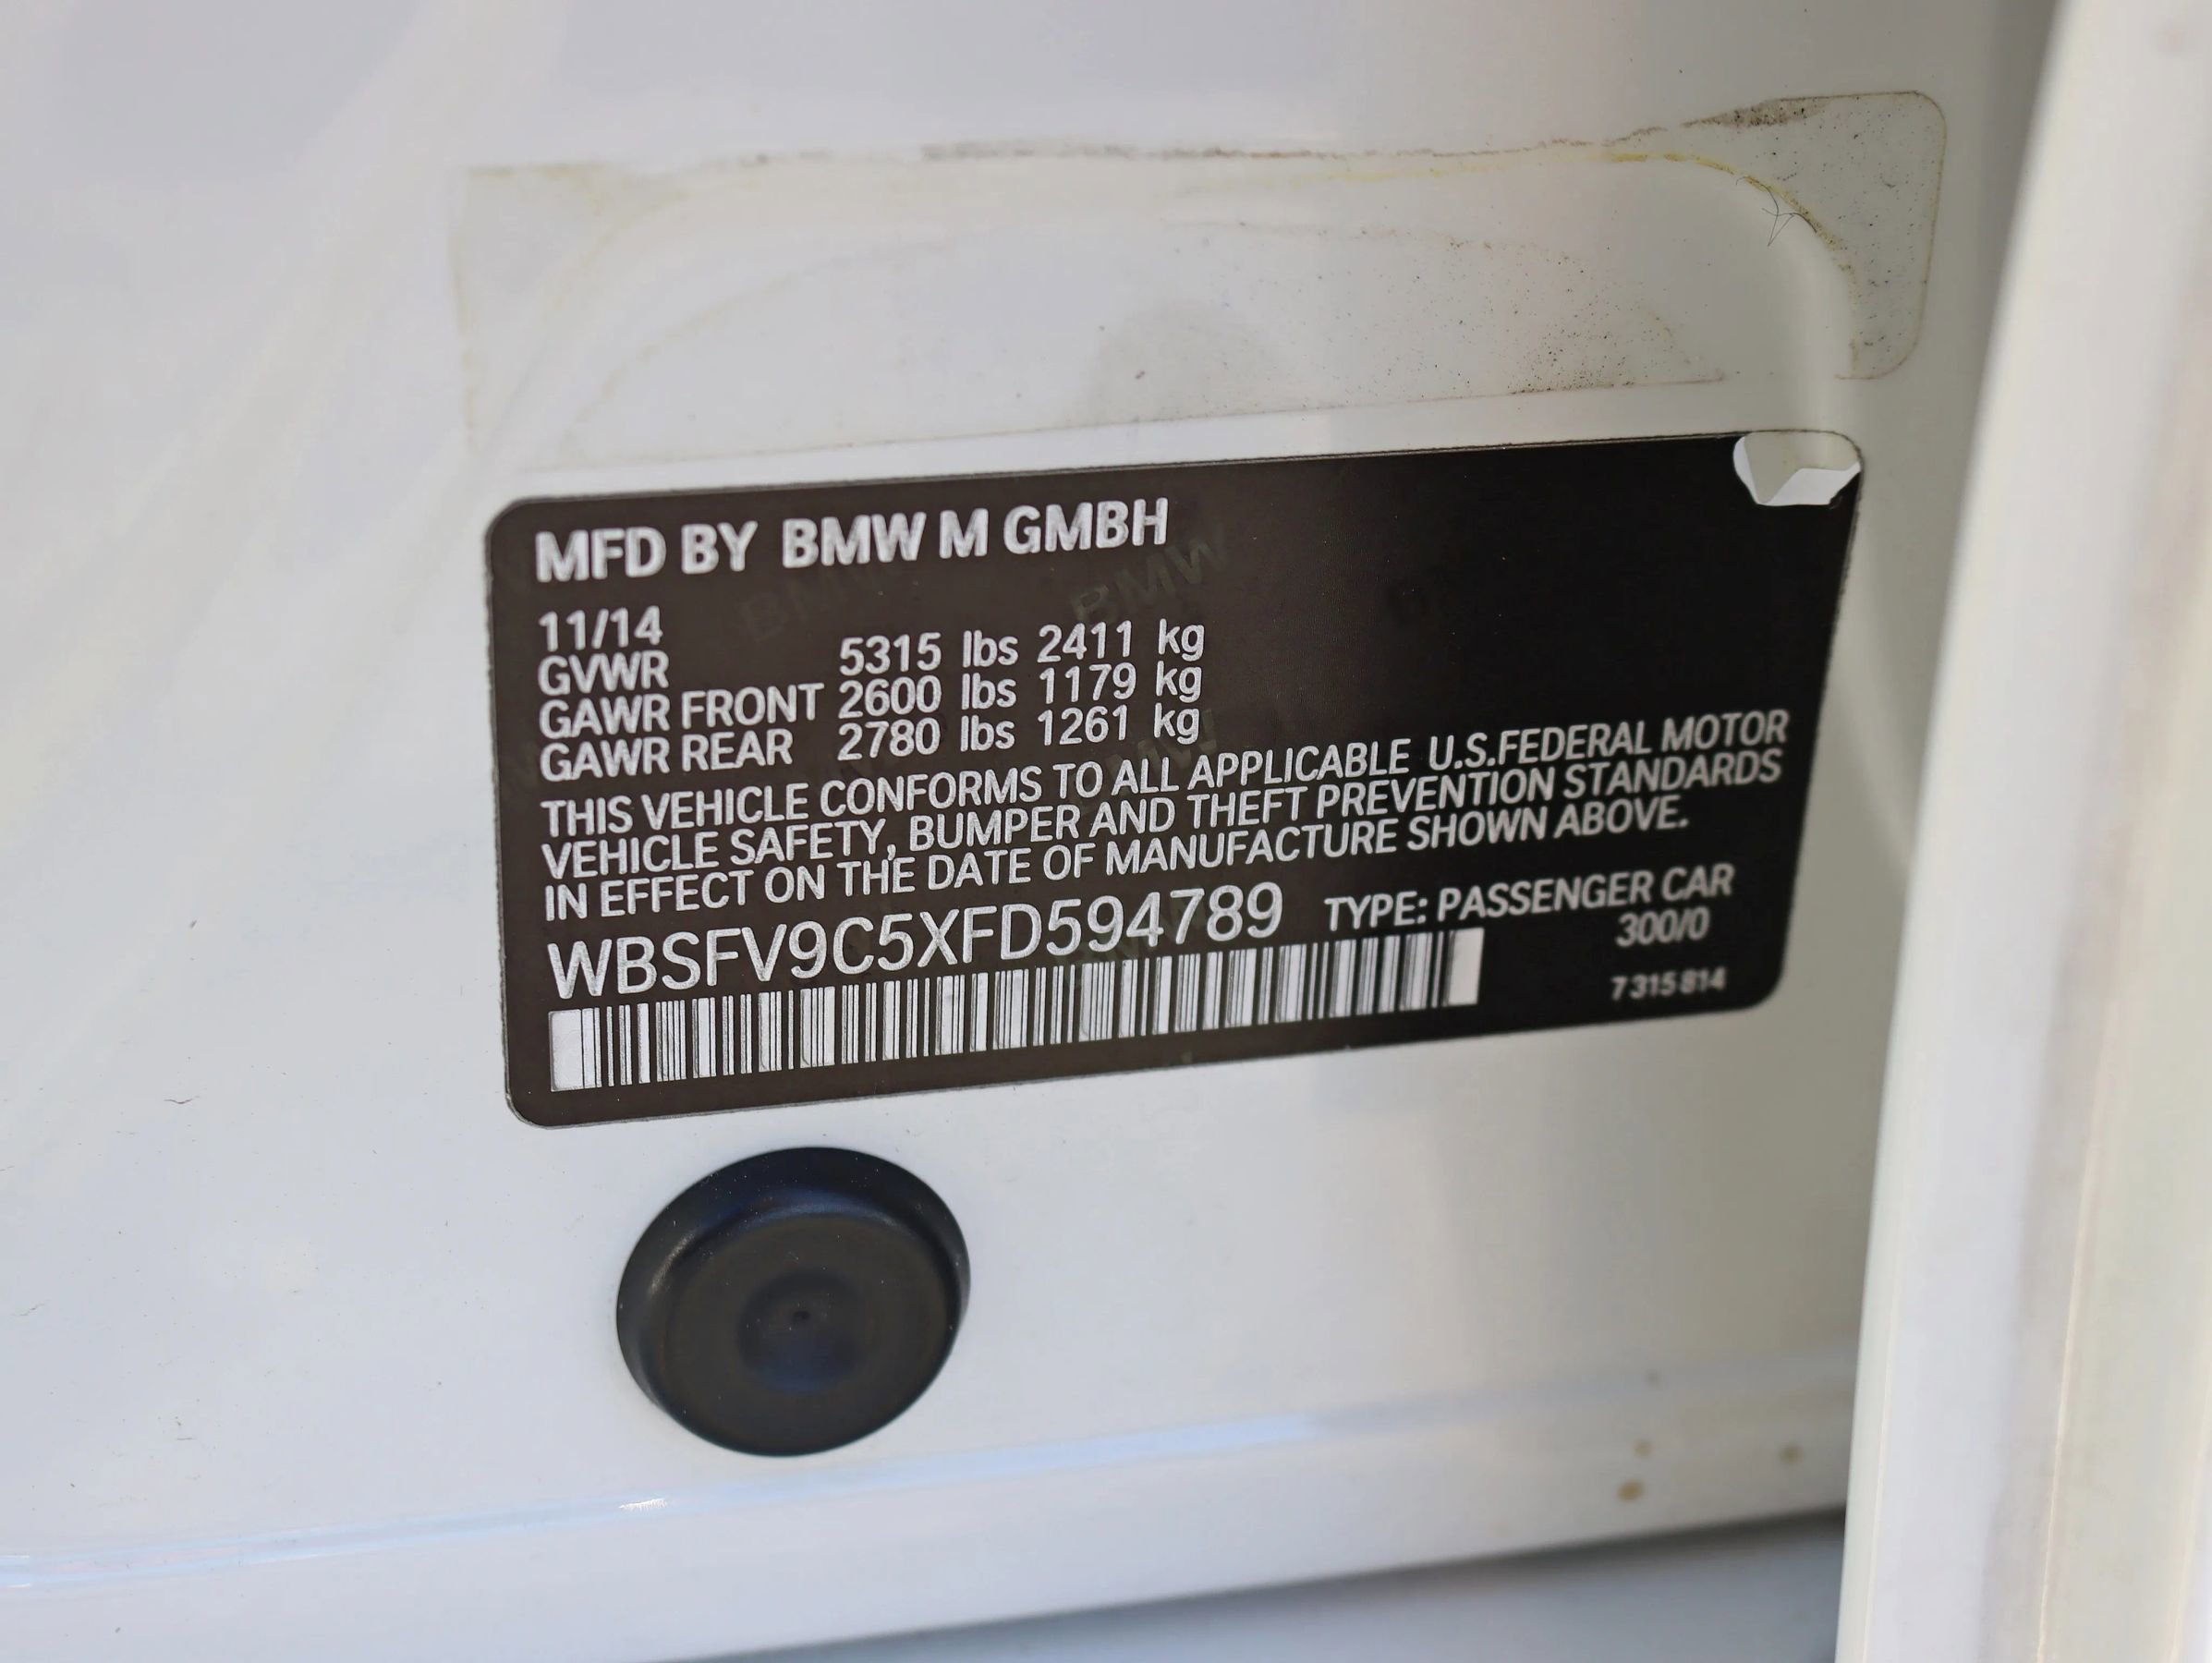 MFD BY BMW M GMBH
11/14
GVWR 5315 lbs 2411 kg
GAWR FRONT 2600 lbs 1179 kg
GAWR REAR 2780 lbs 1261 kg
THIS VEHICLE CONFORMS TO ALL APPLICABLE U.S.FEDERAL MOTOR
VEHICLE SAFETY, BUMPER AND THEFT PREVENTION STANDARDS
IN EFFECT ON THE DATE OF MANUFACTURE SHOWN ABOVE.
WBSFV9C5XFD594789 TYPE: PASSENGER CAR
300/0
7 315 814